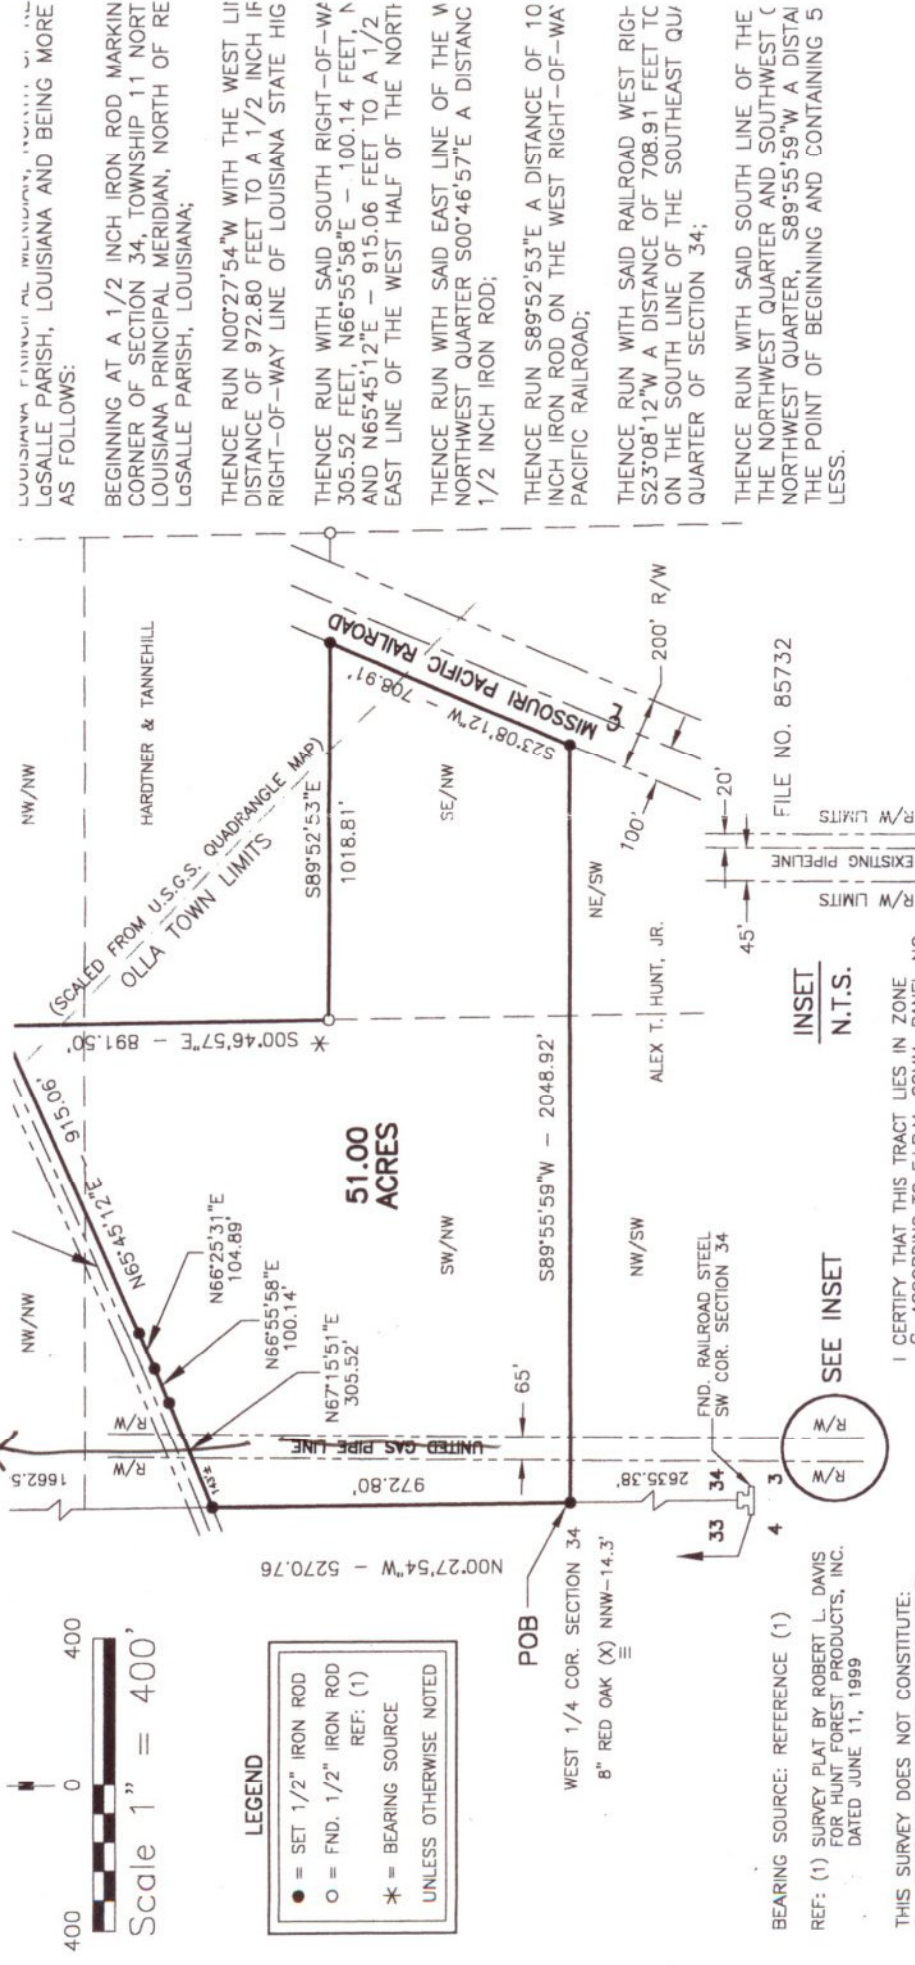 400 0 400
N
Scale 1" = 400'
LEGEND
● = SET 1/2" IRON ROD
○ = FND. 1/2" IRON ROD
REF: (1)
✳ = BEARING SOURCE
UNLESS OTHERWISE NOTED
POB
WEST 1/4 COR. SECTION 34
8" RED OAK (X) NNW-14.3'
BEARING SOURCE: REFERENCE (1)
REF: (1) SURVEY PLAT BY ROBERT L. DAVIS
FOR HUNT FOREST PRODUCTS, INC.
DATED JUNE 11, 1999
THIS SURVEY DOES NOT CONSTITUTE:
1662.5
N00°27'54"W - 5270.76
972.80'
2635.38'
143'±
R/W
R/W
UNITED GAS PIPE LINE
65'
33 34
4 3
FND. RAILROAD STEEL
SW COR. SECTION 34
R/W
R/W
SEE INSET
NW/NW
NW/NW
N65°45'12"E 915.06'
N66°25'31"E
104.89'
N66°55'58"E
100.14'
N67°15'51"E
305.52'
51.00
ACRES
SW/NW
S89°55'59"W - 2048.92'
NW/SW
S00°46'57"E - 891.50'
✳
(SCALED FROM U.S.G.S. QUADRANGLE MAP)
OLLA TOWN LIMITS
HARDTNER & TANNEHILL
S89°52'53"E
1018.81'
SE/NW
S23°08'12"W - 708.91'
MISSOURI PACIFIC RAILROAD
℄
NE/SW
ALEX T. HUNT, JR.
100'
200' R/W
INSET
N.T.S.
45'
20'
R/W LIMITS
EXISTING PIPELINE
R/W LIMITS
FILE NO. 85732
I CERTIFY THAT THIS TRACT LIES IN ZONE
LaSALLE PARISH, LOUISIANA AND BEING MORE
AS FOLLOWS:
BEGINNING AT A 1/2 INCH IRON ROD MARKIN
CORNER OF SECTION 34, TOWNSHIP 11 NORT
LOUISIANA PRINCIPAL MERIDIAN, NORTH OF RE
LaSALLE PARISH, LOUISIANA;
THENCE RUN N00°27'54"W WITH THE WEST LI
DISTANCE OF 972.80 FEET TO A 1/2 INCH IR
RIGHT-OF-WAY LINE OF LOUISIANA STATE HIG
THENCE RUN WITH SAID SOUTH RIGHT-OF-WA
305.52 FEET, N66°55'58"E - 100.14 FEET, N
AND N65°45'12"E - 915.06 FEET TO A 1/2
EAST LINE OF THE WEST HALF OF THE NORTH
THENCE RUN WITH SAID EAST LINE OF THE W
NORTHWEST QUARTER S00°46'57"E A DISTANC
1/2 INCH IRON ROD;
THENCE RUN S89°52'53"E A DISTANCE OF 10
INCH IRON ROD ON THE WEST RIGHT-OF-WAY
PACIFIC RAILROAD;
THENCE RUN WITH SAID RAILROAD WEST RIGH
S23°08'12"W A DISTANCE OF 708.91 FEET TO
ON THE SOUTH LINE OF THE SOUTHEAST QUA
QUARTER OF SECTION 34;
THENCE RUN WITH SAID SOUTH LINE OF THE
THE NORTHWEST QUARTER AND SOUTHWEST
NORTHWEST QUARTER, S89°55'59"W A DISTA
THE POINT OF BEGINNING AND CONTAINING 5
LESS.